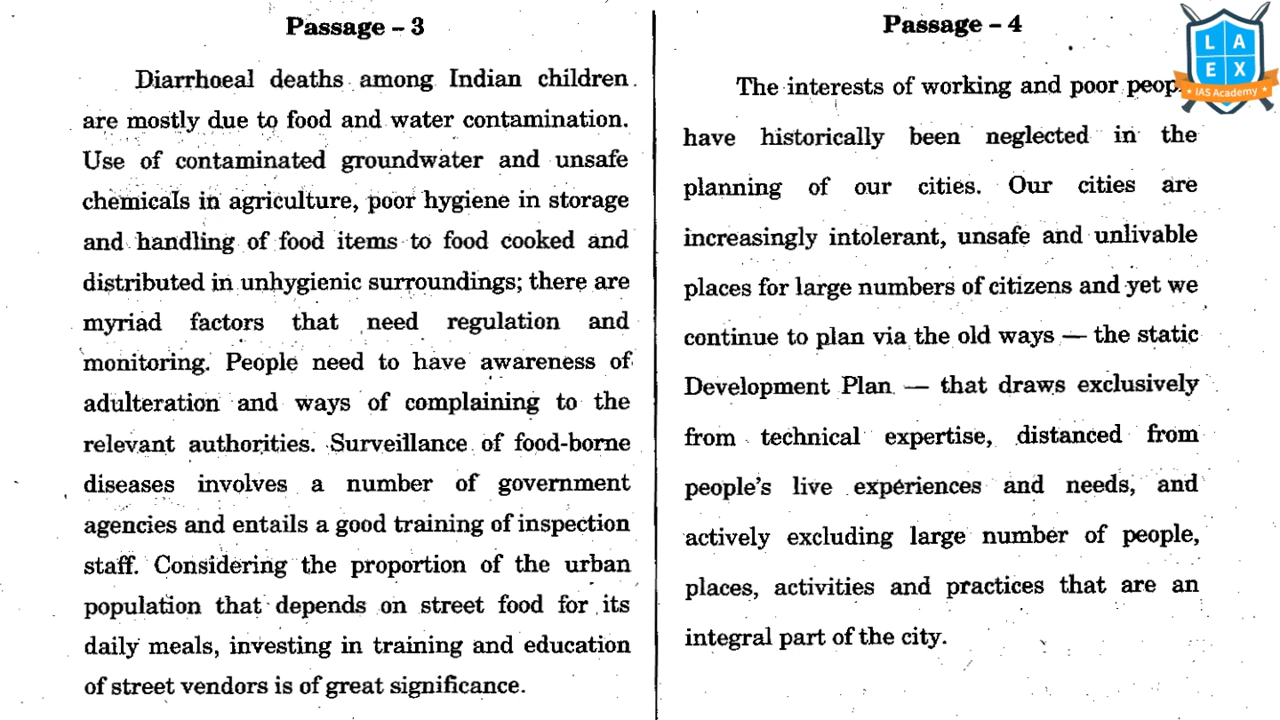 Passage – 3
Diarrhoeal deaths among Indian children
are mostly due to food and water contamination.
Use of contaminated groundwater and unsafe
chemicals in agriculture, poor hygiene in storage
and handling of food items to food cooked and
distributed in unhygienic surroundings; there are
myriad factors that need regulation and
monitoring. People need to have awareness of
adulteration and ways of complaining to the
relevant authorities. Surveillance of food-borne
diseases involves a number of government
agencies and entails a good training of inspection
staff. Considering the proportion of the urban
population that depends on street food for its
daily meals, investing in training and education
of street vendors is of great significance.
Passage – 4
The interests of working and poor peop
have historically been neglected in the
planning of our cities. Our cities are
increasingly intolerant, unsafe and unlivable
places for large numbers of citizens and yet we
continue to plan via the old ways — the static
Development Plan — that draws exclusively
from technical expertise, distanced from
people's live experiences and needs, and
actively excluding large number of people,
places, activities and practices that are an
integral part of the city.
L A
E X
IAS Academy